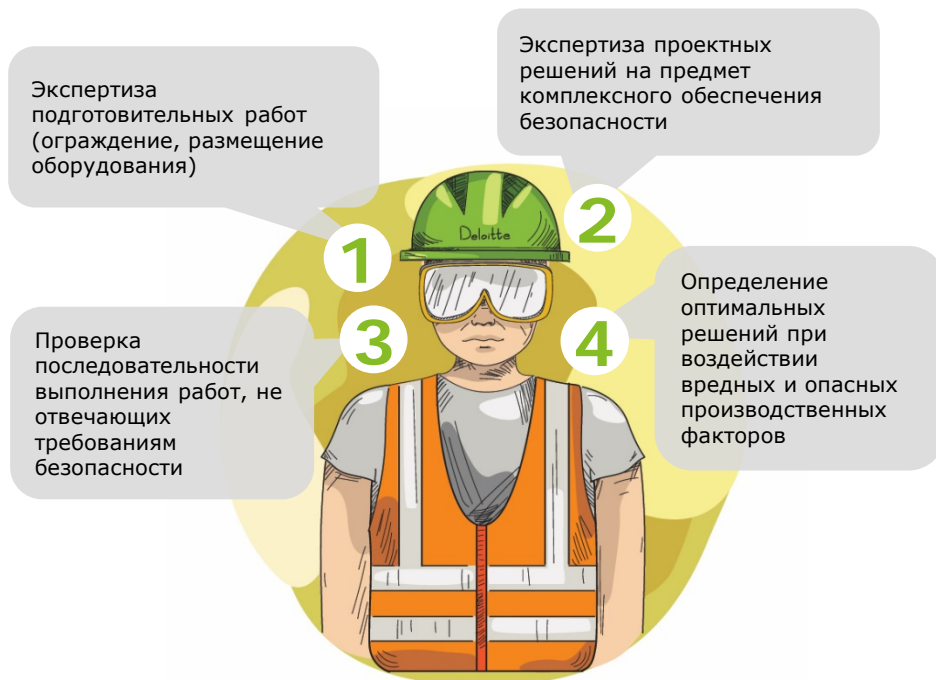 Экспертиза
подготовительных работ
(ограждение, размещение
оборудования)
1
Экспертиза проектных
решений на предмет
комплексного обеспечения
безопасности
2
Deloitte
Проверка
последовательности
выполнения работ, не
отвечающих
требованиям
безопасности
3
Определение
оптимальных
решений при
воздействии
вредных и опасных
производственных
факторов
4